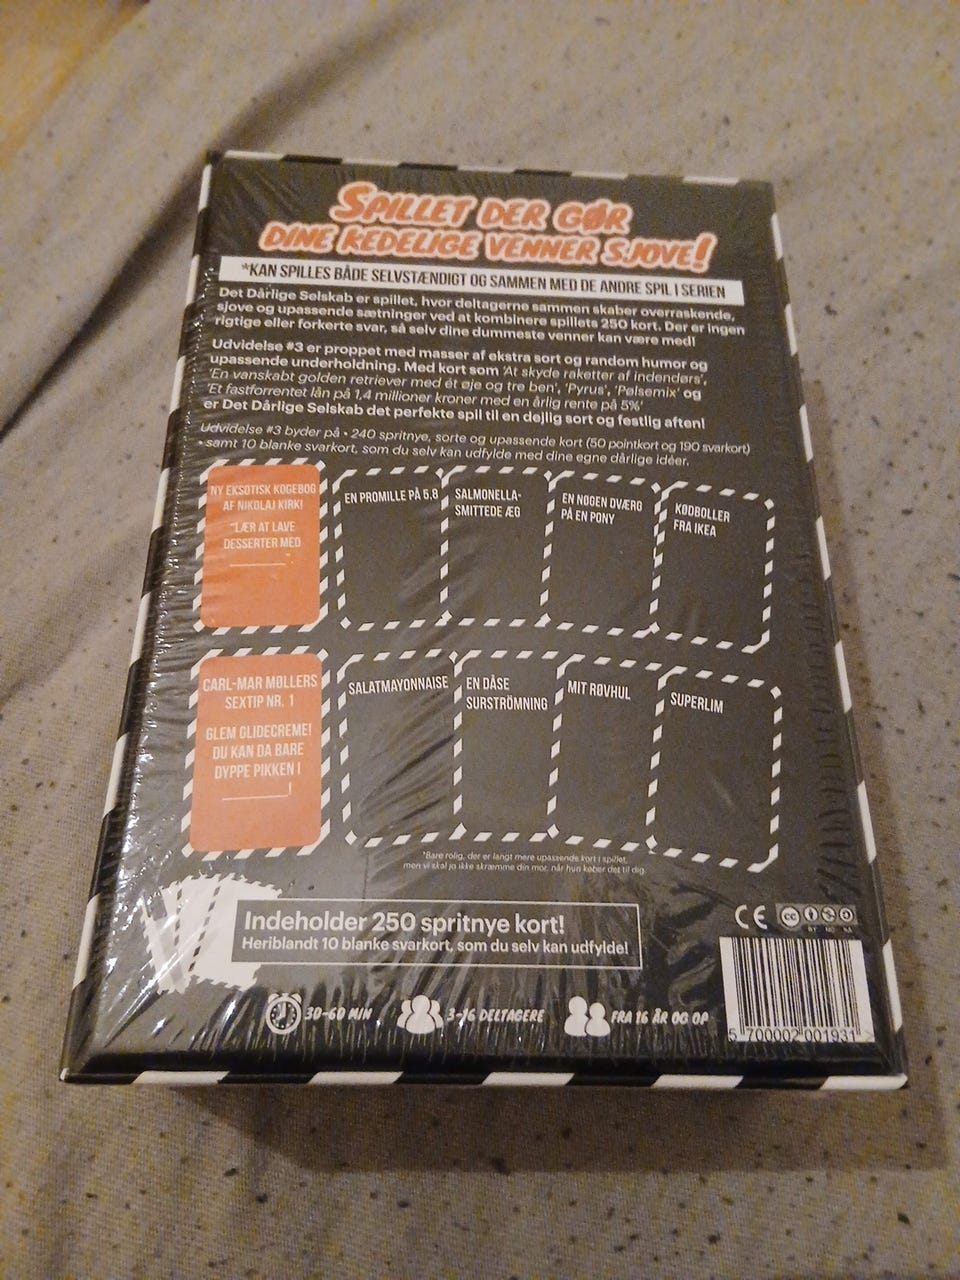 SPILLET DER GØR
DINE KEDELIGE VENNER SJOVE!
*KAN SPILLES BÅDE SELVSTÆNDIGT OG SAMMEN MED DE ANDRE SPIL I SERIEN
Det Dårlige Selskab er spillet, hvor deltagerne sammen skaber overraskende,
sjove og upassende sætninger ved at kombinere spillets 250 kort. Der er ingen
rigtige eller forkerte svar, så selv dine dummeste venner kan være med!
Udvidelse #3 er proppet med masser af ekstra sort og random humor og
upassende underholdning. Med kort som 'At skyde raketter af indendørs',
'En vanskabt golden retriever med ét øje og tre ben', 'Pyrus', 'Pølsemix' og
'Et fastforrentet lån på 1,4 millioner kroner med en årlig rente på 5%'
er Det Dårlige Selskab det perfekte spil til en dejlig sort og festlig aften!
Udvidelse #3 byder på • 240 spritnye, sorte og upassende kort (50 pointkort og 190 svarkort)
• samt 10 blanke svarkort, som du selv kan udfylde med dine egne dårlige idéer.
NY EKSOTISK KOGEBOG
AF NIKOLAJ KIRK!
"LÆR AT LAVE
DESSERTER MED
EN PROMILLE PÅ 5.8
SALMONELLA-
SMITTEDE ÆG
EN NØGEN DVÆRG
PÅ EN PONY
KØDBOLLER
FRA IKEA
CARL-MAR MØLLERS
SEXTIP NR. 1
GLEM GLIDECREME!
DU KAN DA BARE
DYPPE PIKKEN I
SALATMAYONNAISE
EN DÅSE
SURSTRÖMNING
MIT RØVHUL
SUPERLIM
*Bare rolig, der er langt mere upassende kort i spillet,
men vi skal jo ikke skræmme din mor, når hun køber det til dig.
Indeholder 250 spritnye kort!
Heriblandt 10 blanke svarkort, som du selv kan udfylde!
CE
cc
BY NC SA
30-60 MIN
3-16 DELTAGERE
FRA 16 ÅR OG OP
5 700002 001931